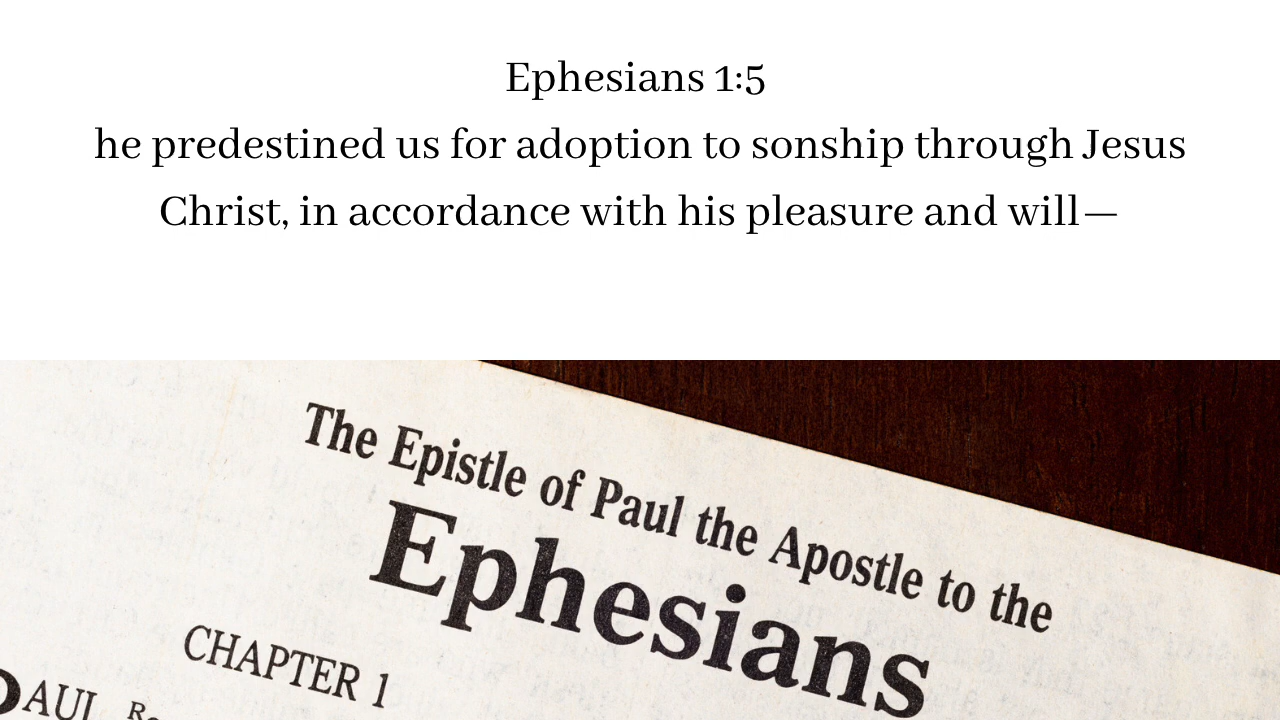 Ephesians 1:5
he predestined us for adoption to sonship through Jesus
Christ, in accordance with his pleasure and will—
The Epistle of Paul the Apostle to the
Ephesians
CHAPTER 1
PAUL